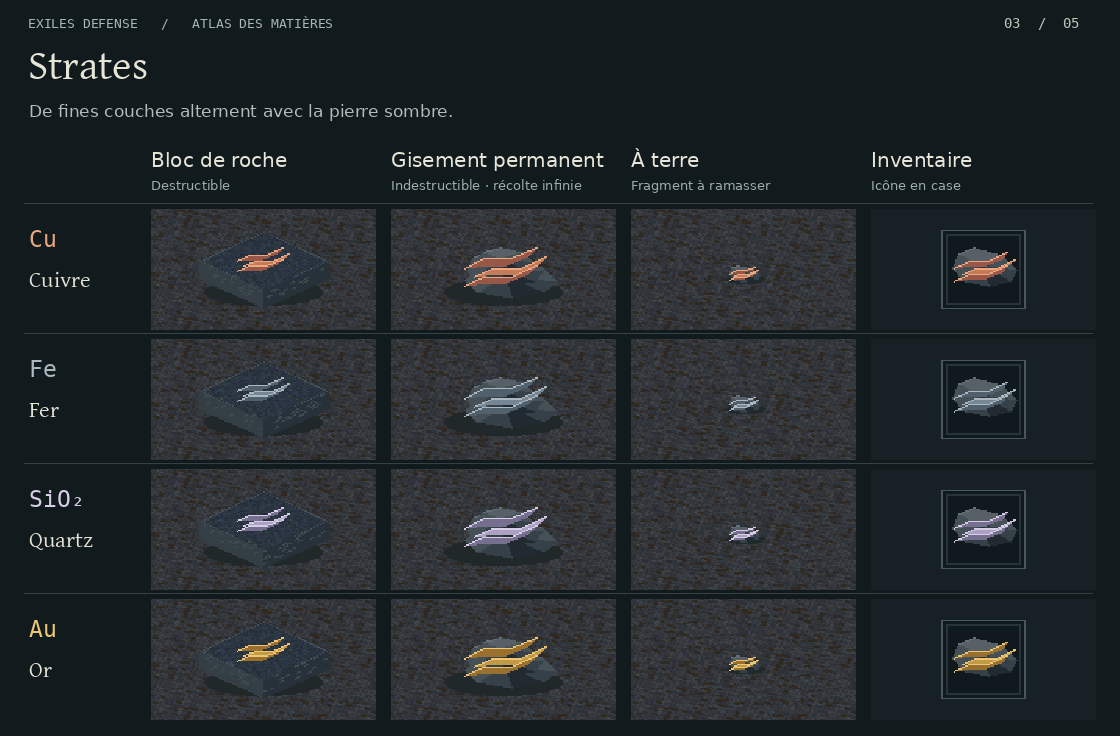 EXILES DEFENSE / ATLAS DES MATIÈRES
03 / 05
Strates
De fines couches alternent avec la pierre sombre.
Bloc de roche
Destructible
Gisement permanent
Indestructible · récolte infinie
À terre
Fragment à ramasser
Inventaire
Icône en case
Cu
Cuivre
Fe
Fer
SiO₂
Quartz
Au
Or